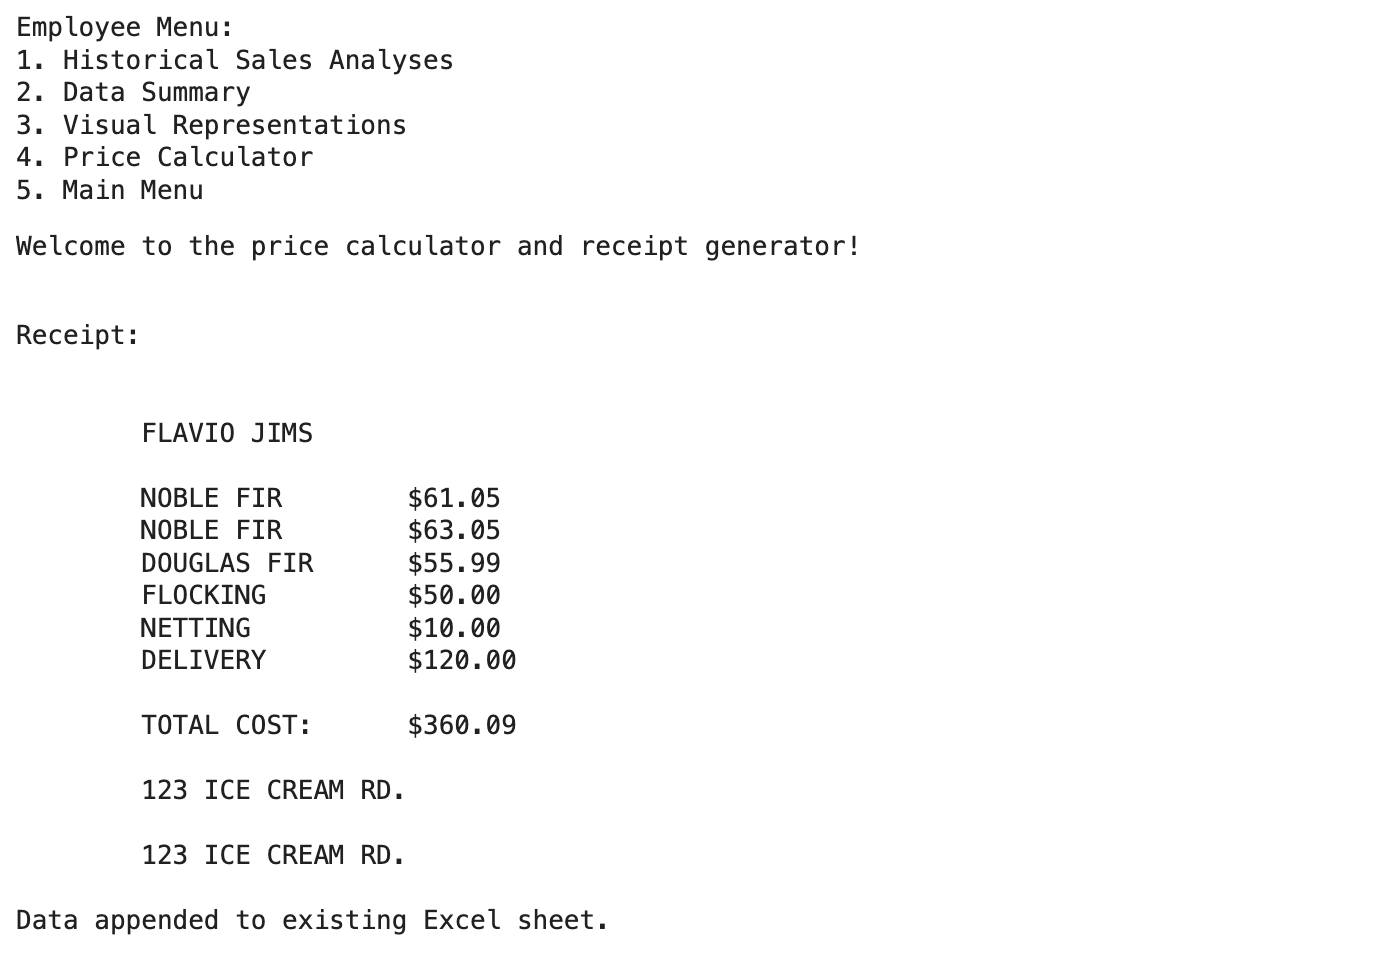 Employee Menu:
1. Historical Sales Analyses
2. Data Summary
3. Visual Representations
4. Price Calculator
5. Main Menu
Welcome to the price calculator and receipt generator!
Receipt:
FLAVIO JIMS
NOBLE FIR $61.05
NOBLE FIR $63.05
DOUGLAS FIR $55.99
FLOCKING $50.00
NETTING $10.00
DELIVERY $120.00
TOTAL COST: $360.09
123 ICE CREAM RD.
123 ICE CREAM RD.
Data appended to existing Excel sheet.